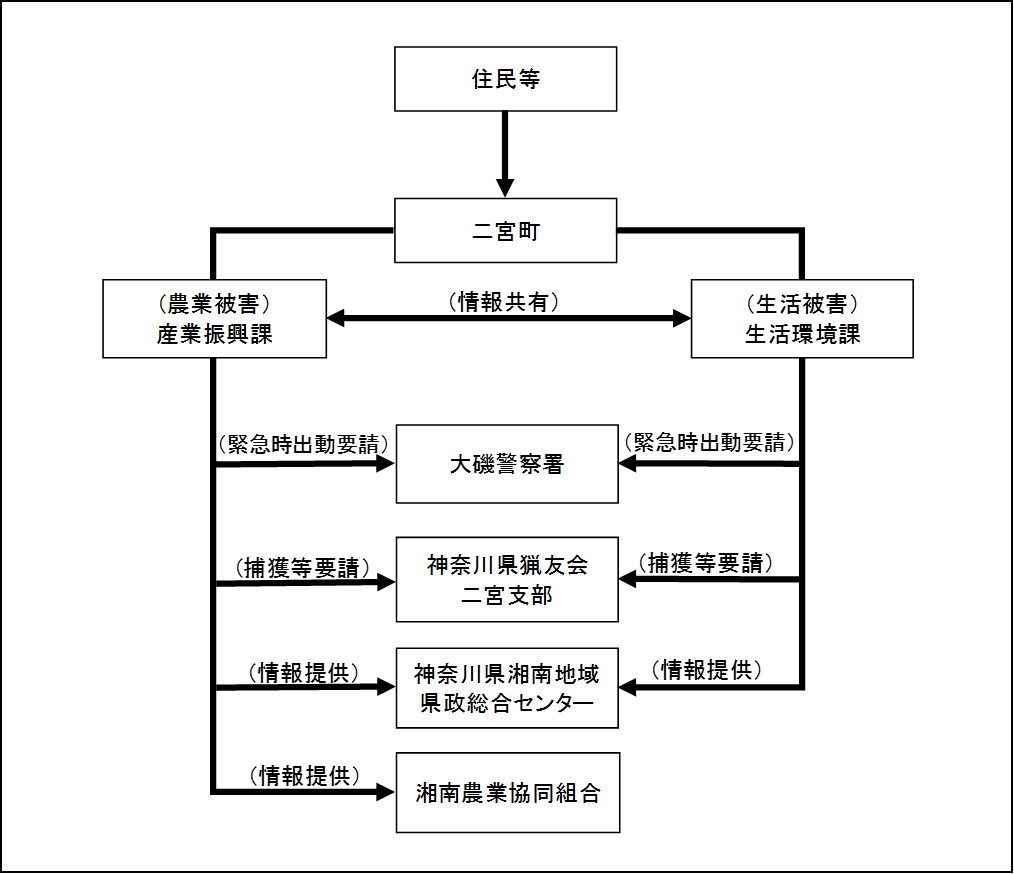 住民等
二宮町
（農業被害）
産業振興課
（情報共有）
（生活被害）
生活環境課
（緊急時出動要請）
大磯警察署
（緊急時出動要請）
（捕獲等要請）
神奈川県猟友会
二宮支部
（捕獲等要請）
（情報提供）
神奈川県湘南地域
県政総合センター
（情報提供）
（情報提供）
湘南農業協同組合